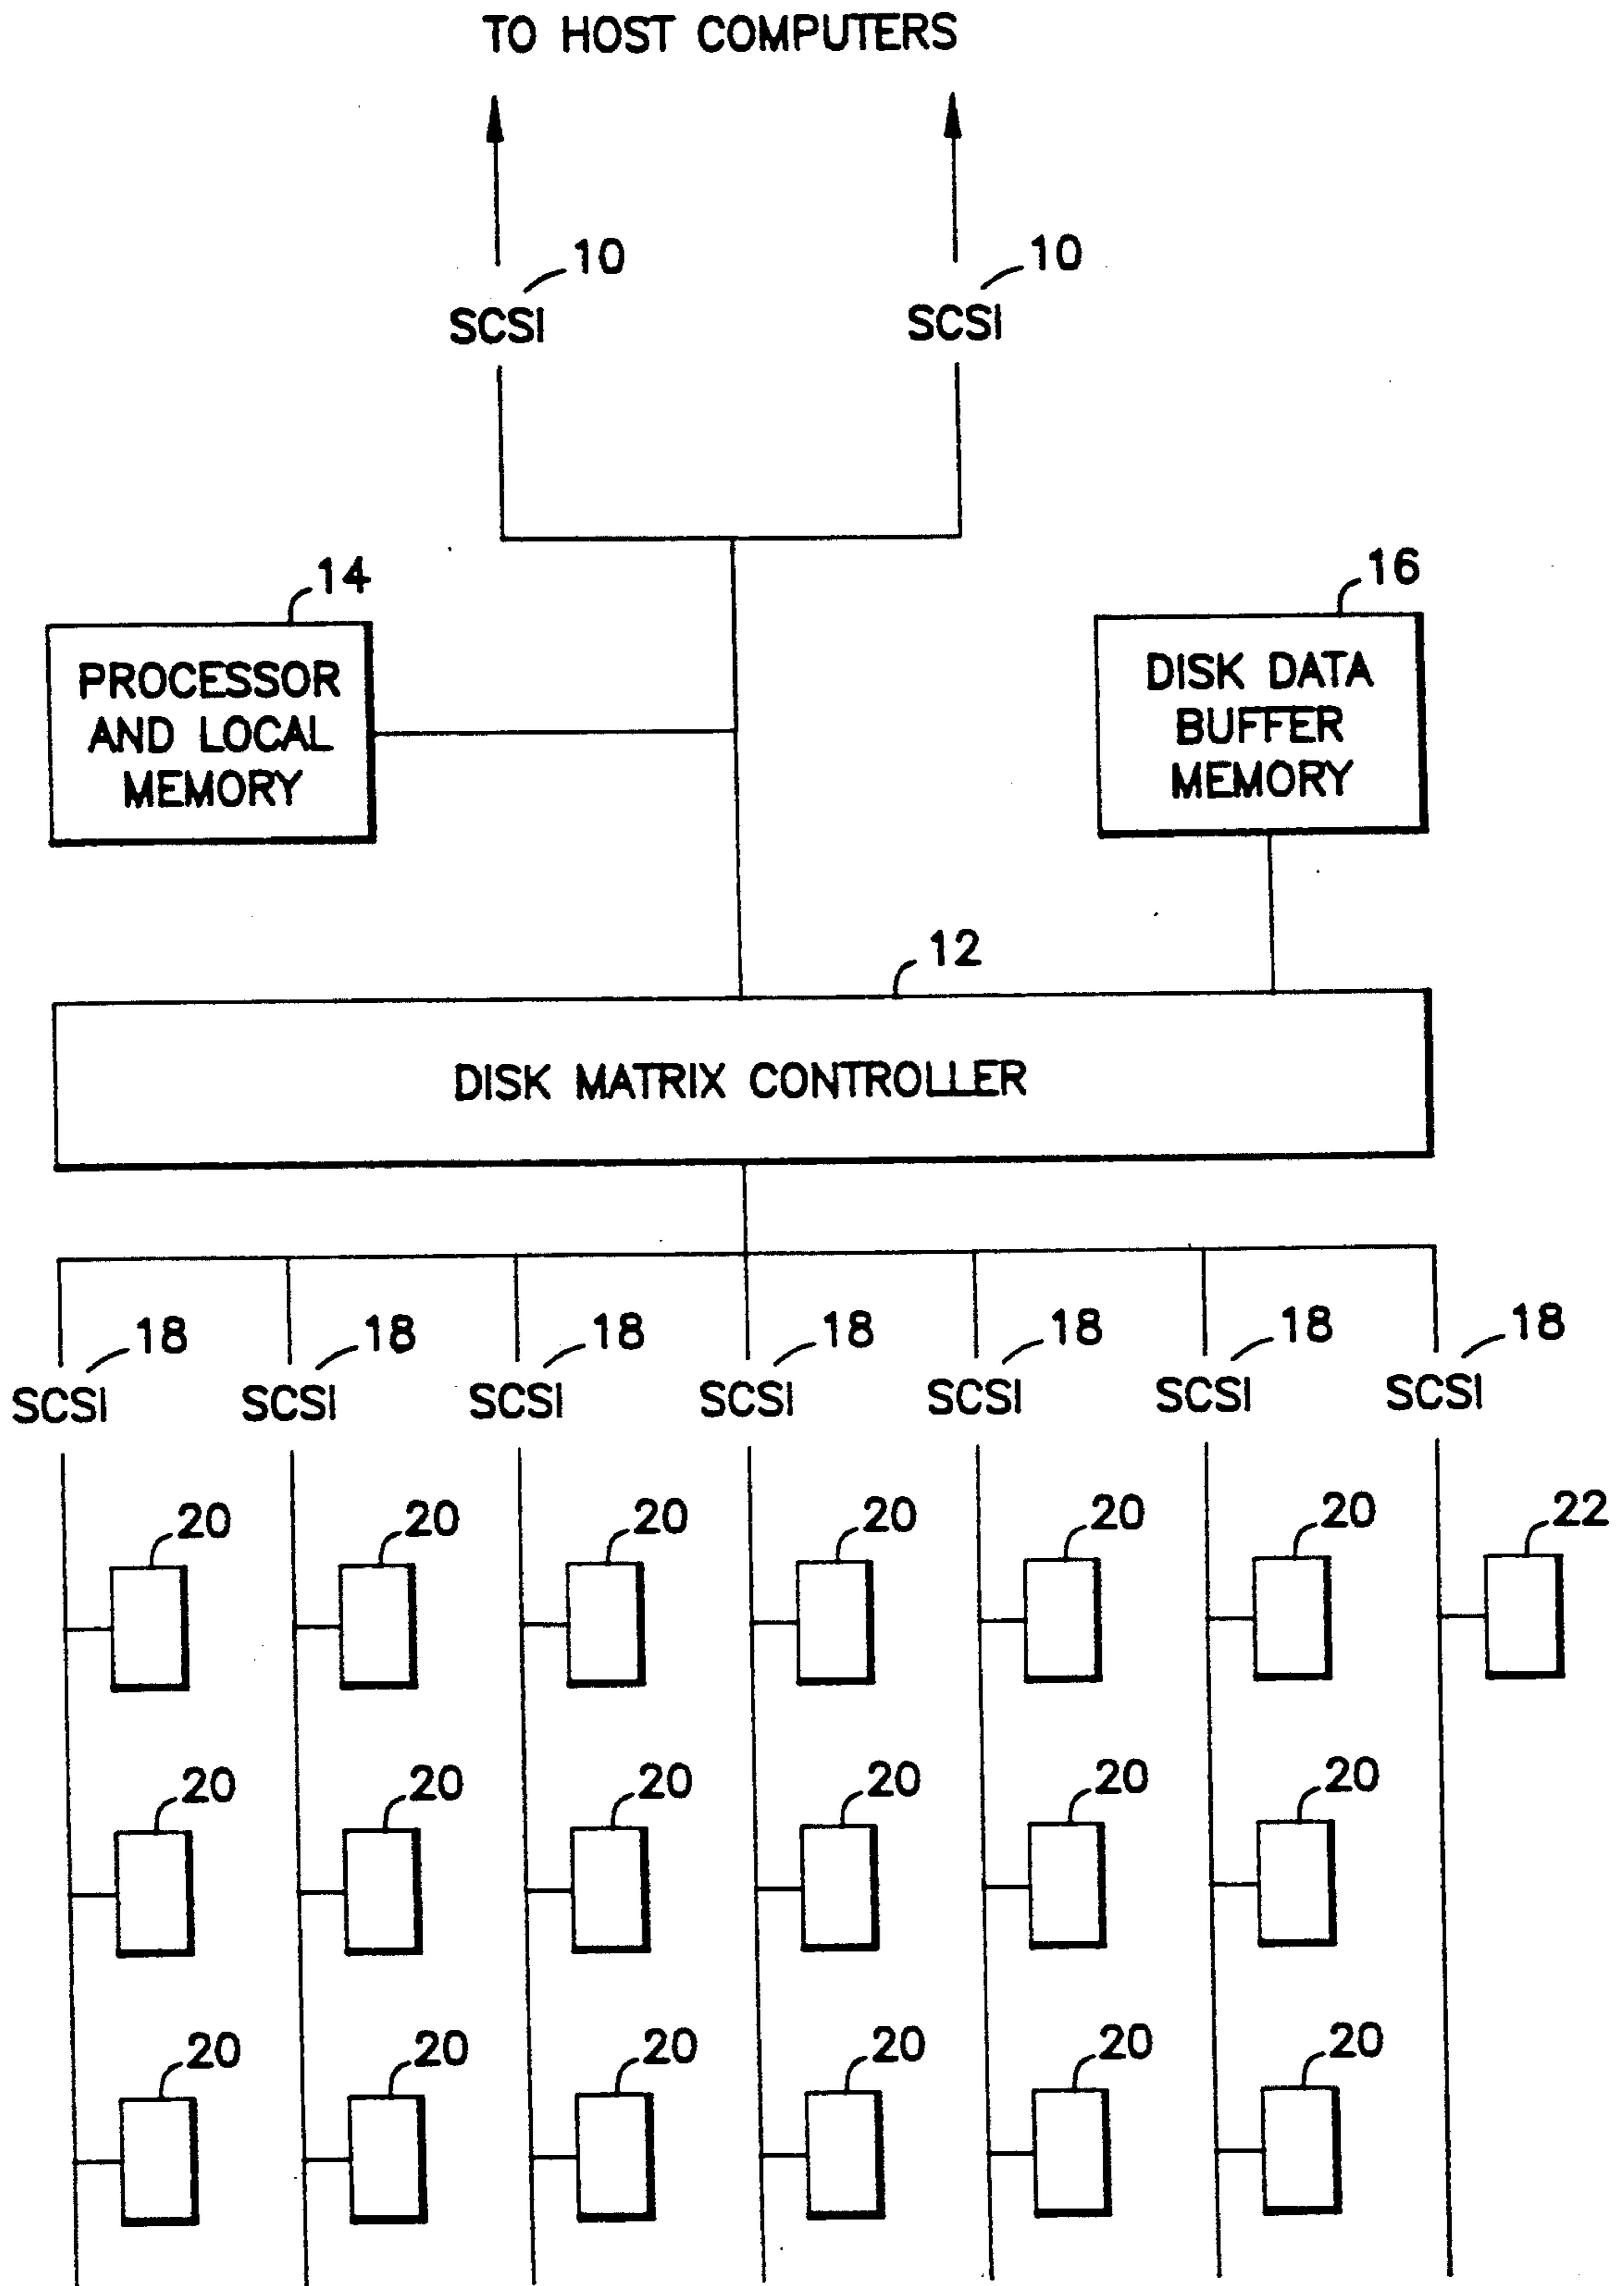 TO HOST COMPUTERS
10 10
SCSI SCSI
14 16
PROCESSOR
AND LOCAL
MEMORY
DISK DATA
BUFFER
MEMORY
12
DISK MATRIX CONTROLLER
18 18 18 18 18 18 18
SCSI SCSI SCSI SCSI SCSI SCSI SCSI
20 20 20 20 20 20 22
20 20 20 20 20 20
20 20 20 20 20 20